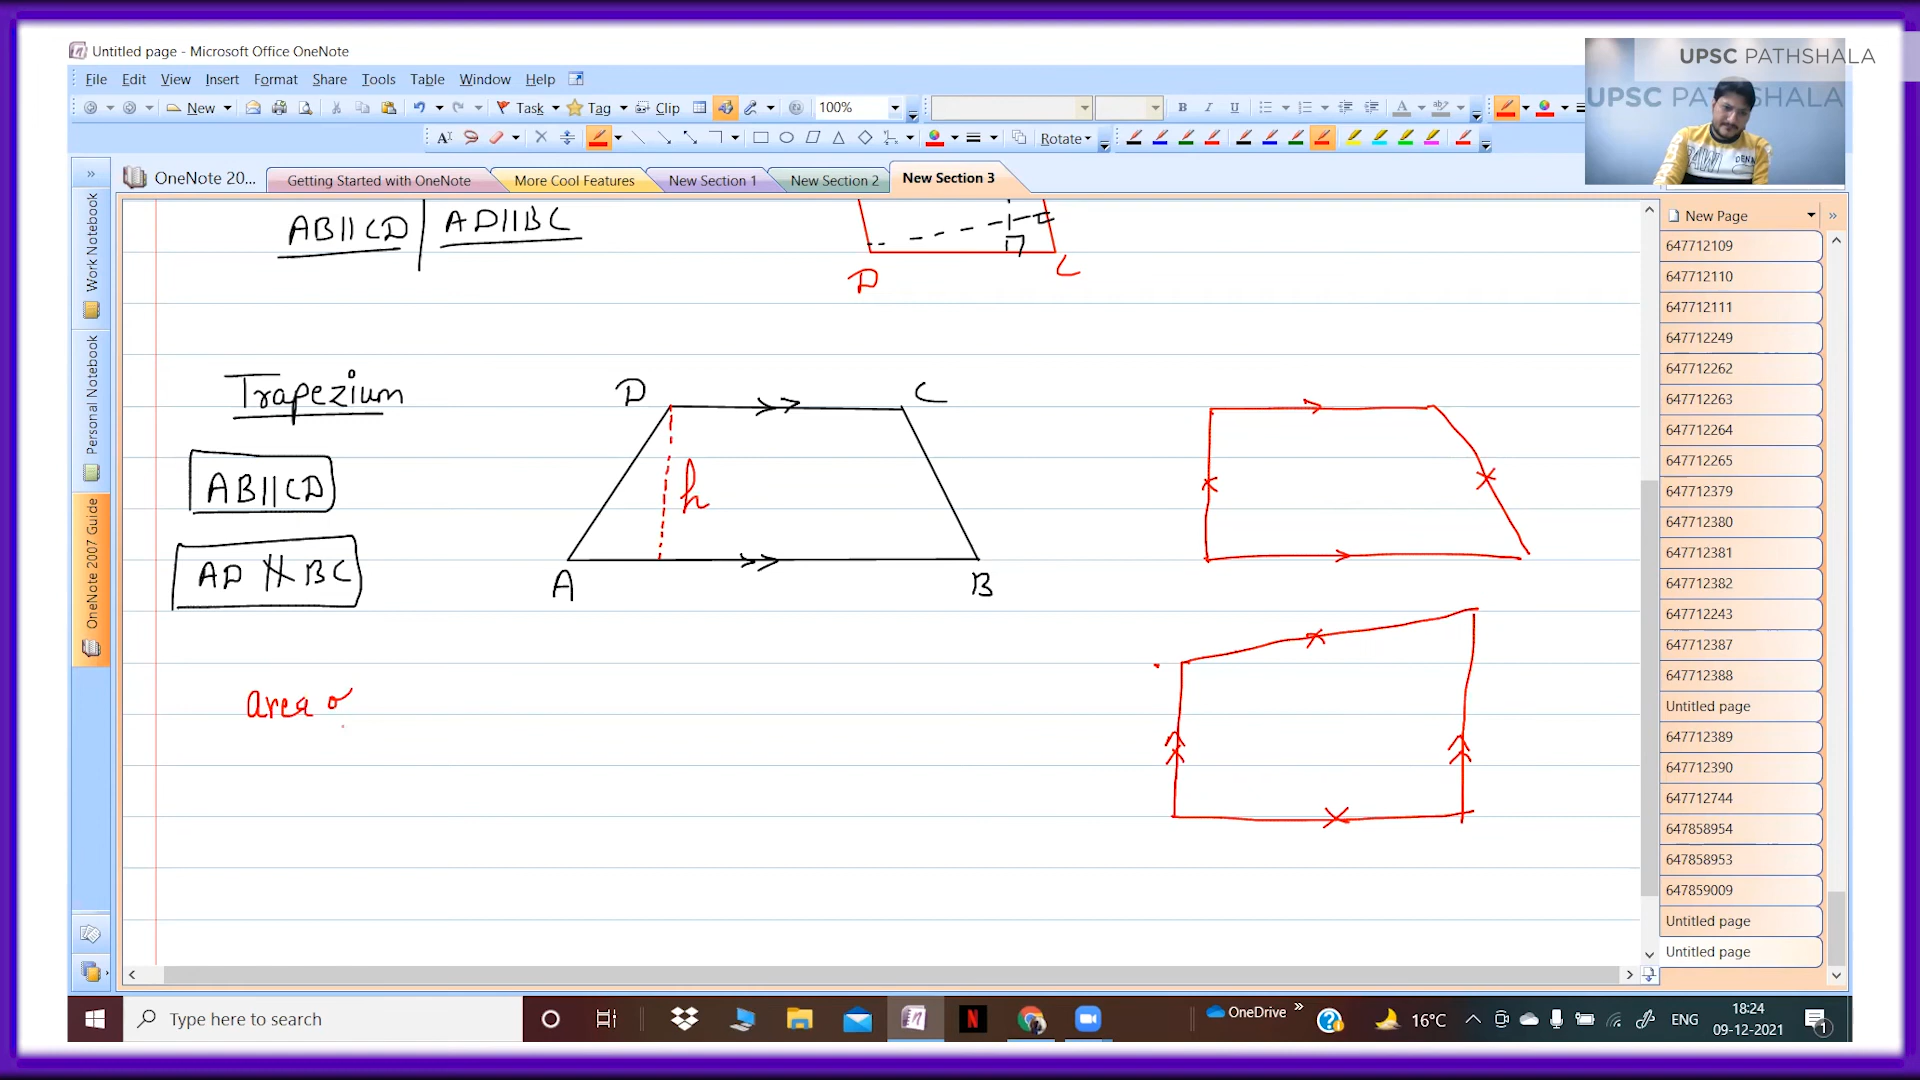 Untitled page - Microsoft Office OneNote
UPSC PATHSHALA
UPSC PATHSHALA
File Edit View Insert Format Share Tools Table Window Help
New Task Tag Clip 100% B I U A ab
A Rotate
OneNote 20... Getting Started with OneNote More Cool Features New Section 1 New Section 2 New Section 3
Work Notebook
Personal Notebook
OneNote 2007 Guide
AB||CD AD||BC
D C
Trapezium
D C
AB||CD
h
AD ∦ BC
A B
area o
New Page
647712109
647712110
647712111
647712249
647712262
647712263
647712264
647712265
647712379
647712380
647712381
647712382
647712243
647712387
647712388
Untitled page
647712389
647712390
647712744
647858954
647858953
647859009
Untitled page
Untitled page
Type here to search
OneDrive
16°C
ENG
18:24
09-12-2021
1